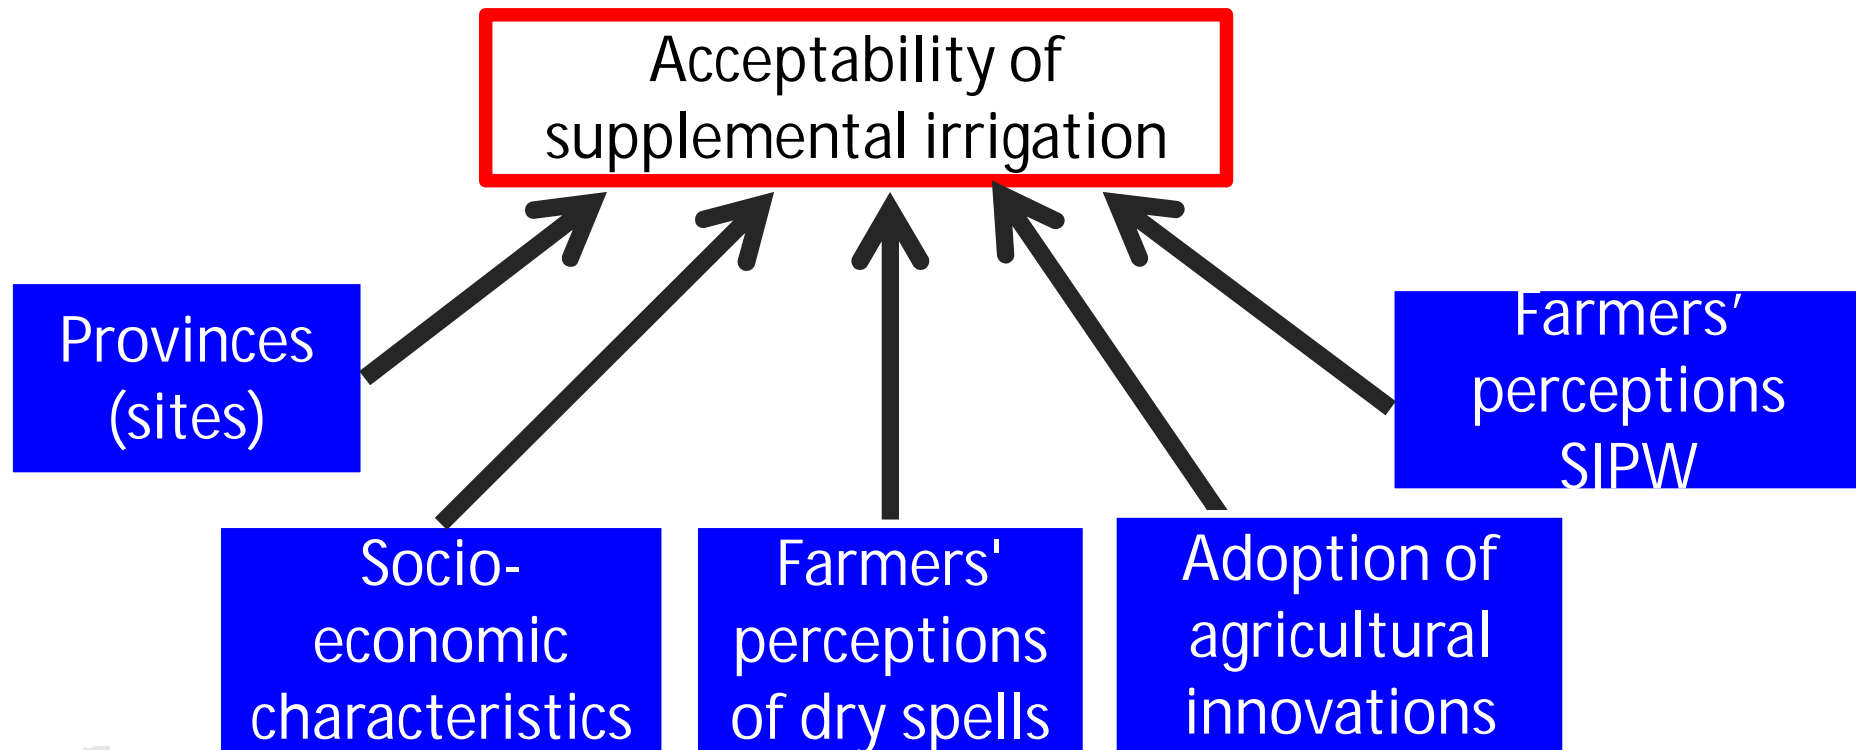 Acceptability of
supplemental irrigation
Provinces
(sites)
Farmers’
perceptions
SIPW
Socio-
economic
characteristics
Farmers'
perceptions
of dry spells
Adoption of
agricultural
innovations